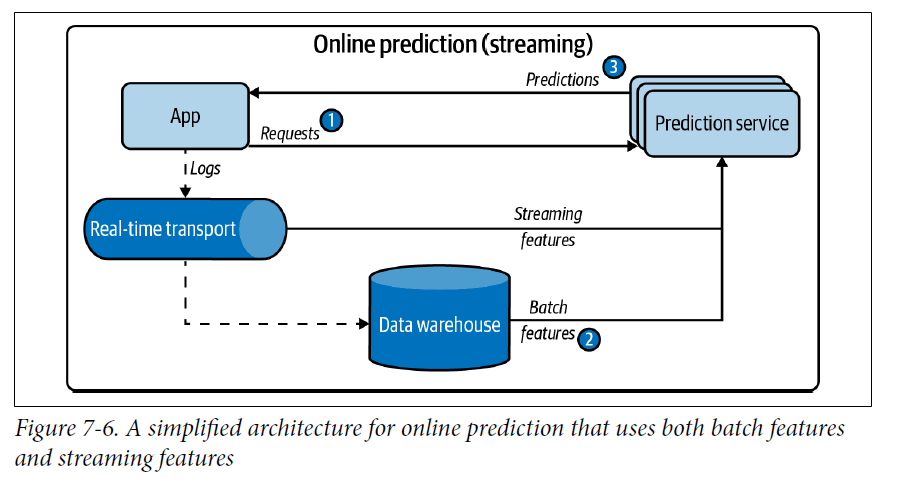 Online prediction (streaming)
Predictions 3
App
Requests 1
Prediction service
Logs
Real-time transport
Streaming
features
Data warehouse
Batch
features 2
Figure 7-6. A simplified architecture for online prediction that uses both batch features
and streaming features